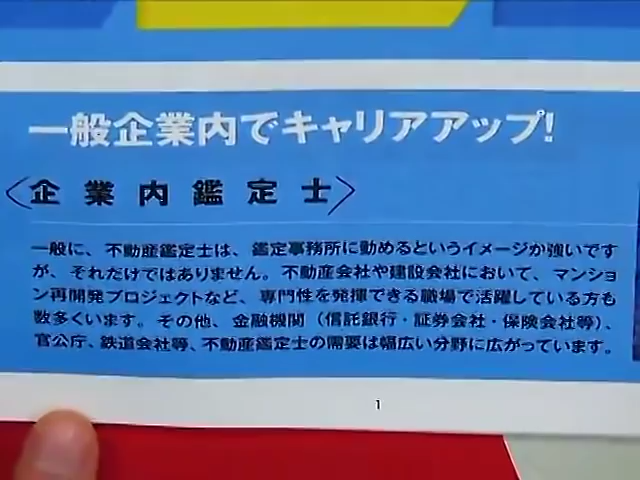 一般企業内でキャリアアップ!
〈企業内鑑定士〉
一般に、不動産鑑定士は、鑑定事務所に勤めるというイメージが強いです
が、それだけではありません。不動産会社や建設会社において、マンショ
ン再開発プロジェクトなど、専門性を発揮できる職場で活躍している方も
数多くいます。その他、金融機関（信託銀行・証券会社・保険会社等）、
官公庁、鉄道会社等、不動産鑑定士の需要は幅広い分野に広がっています。
1